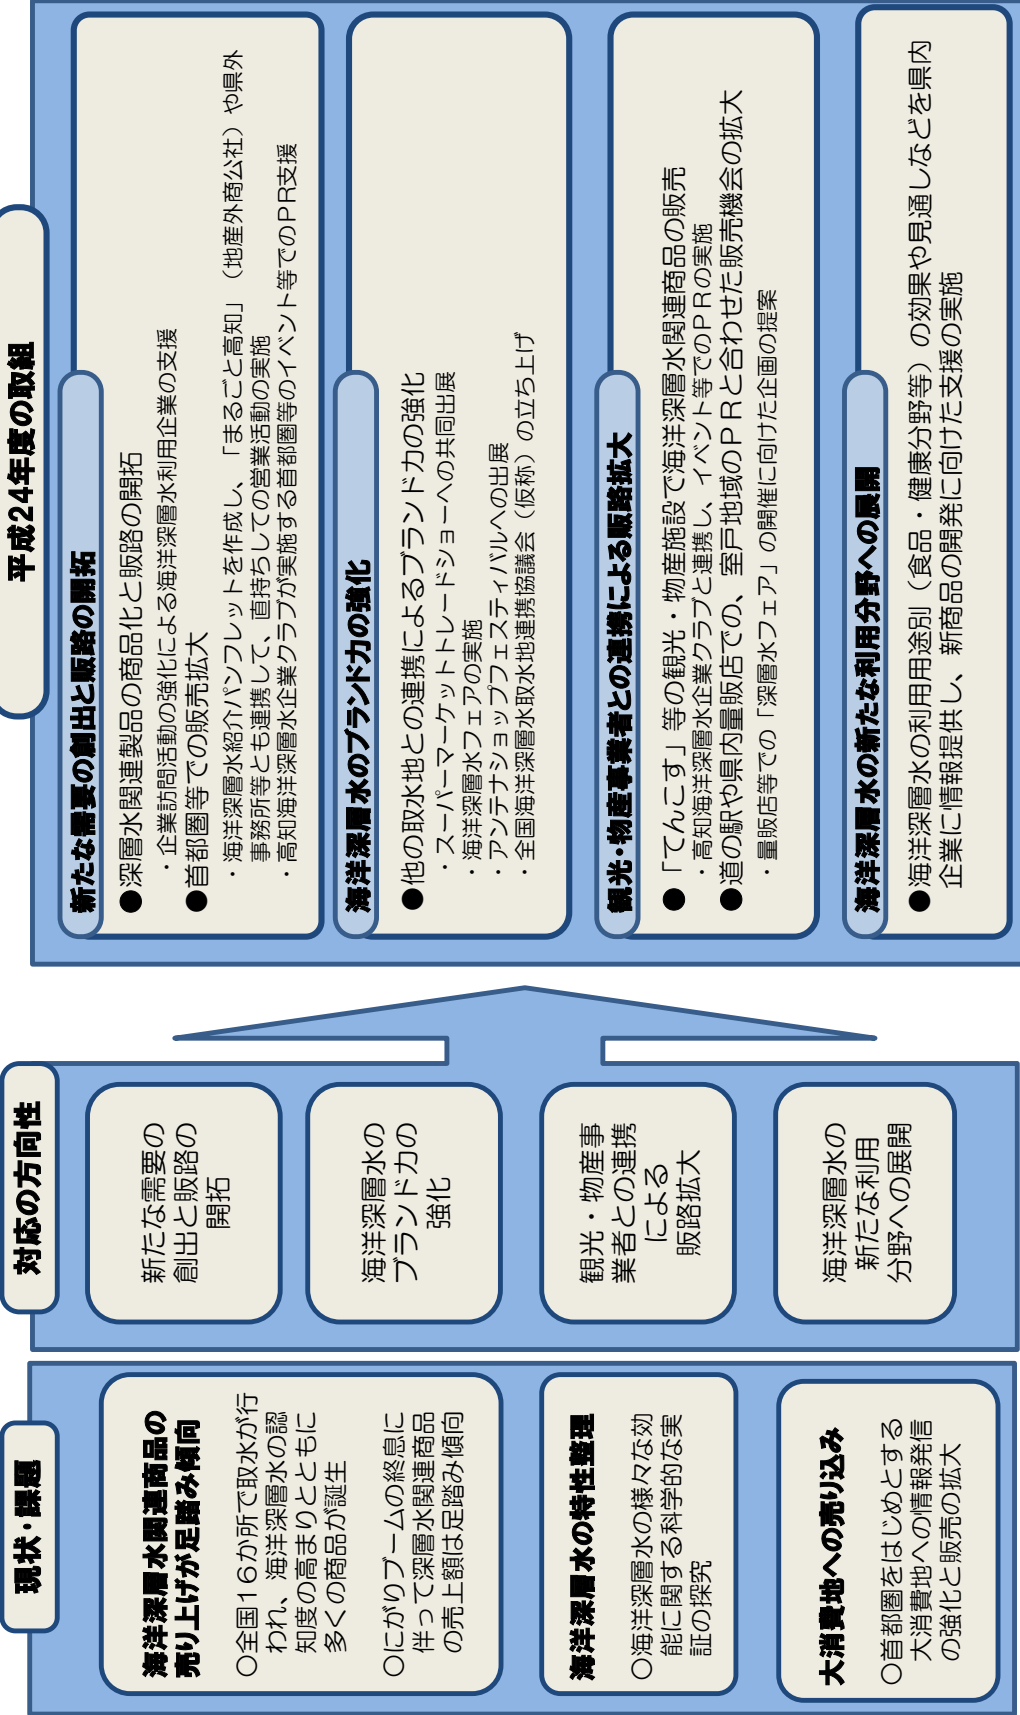 現状・課題
海洋深層水関連商品の
売り上げが足踏み傾向
○全国１６か所で取水が行
われ、海洋深層水の認
知度の高まりとともに
多くの商品が誕生
○にがりブームの終息に
伴って深層水関連商品
の売上額は足踏み傾向
海洋深層水の特性整理
○海洋深層水の様々な効
能に関する科学的な実
証の探究
大消費地への売り込み
○首都圏をはじめとする
大消費地への情報発信
の強化と販売の拡大
対応の方向性
新たな需要の
創出と販路の
開拓
海洋深層水の
ブランド力の
強化
観光・物産事
業者との連携
による
販路拡大
海洋深層水の
新たな利用
分野への展開
平成24年度の取組
新たな需要の創出と販路の開拓
●深層水関連製品の商品化と販路の開拓
・企業訪問活動の強化による海洋深層水利用企業の支援
●首都圏等での販売拡大
・海洋深層水紹介パンフレットを作成し、「まるごと高知」（地産外商公社）や県外
事務所等とも連携して、直持ちしての営業活動の実施
・高知海洋深層水企業クラブが実施する首都圏等のイベント等でのＰＲ支援
海洋深層水のブランド力の強化
●他の取水地との連携によるブランド力の強化
・スーパーマーケットトレードショーへの共同出展
・海洋深層水フェアの実施
・アンテナショップフェスティバルへの出展
・全国海洋深層水取水地連携協議会（仮称）の立ち上げ
観光・物産事業者との連携による販路拡大
●「てんこす」等の観光・物産施設で海洋深層水関連商品の販売
・高知海洋深層水企業クラブと連携し、イベント等でのＰＲの実施
●道の駅や県内量販店での、室戸地域のＰＲと合わせた販売機会の拡大
・量販店等での「深層水フェア」の開催に向けた企画の提案
海洋深層水の新たな利用分野への展開
●海洋深層水の利用用途別（食品・健康分野等）の効果や見通しなどを県内
企業に情報提供し、新商品の開発に向けた支援の実施